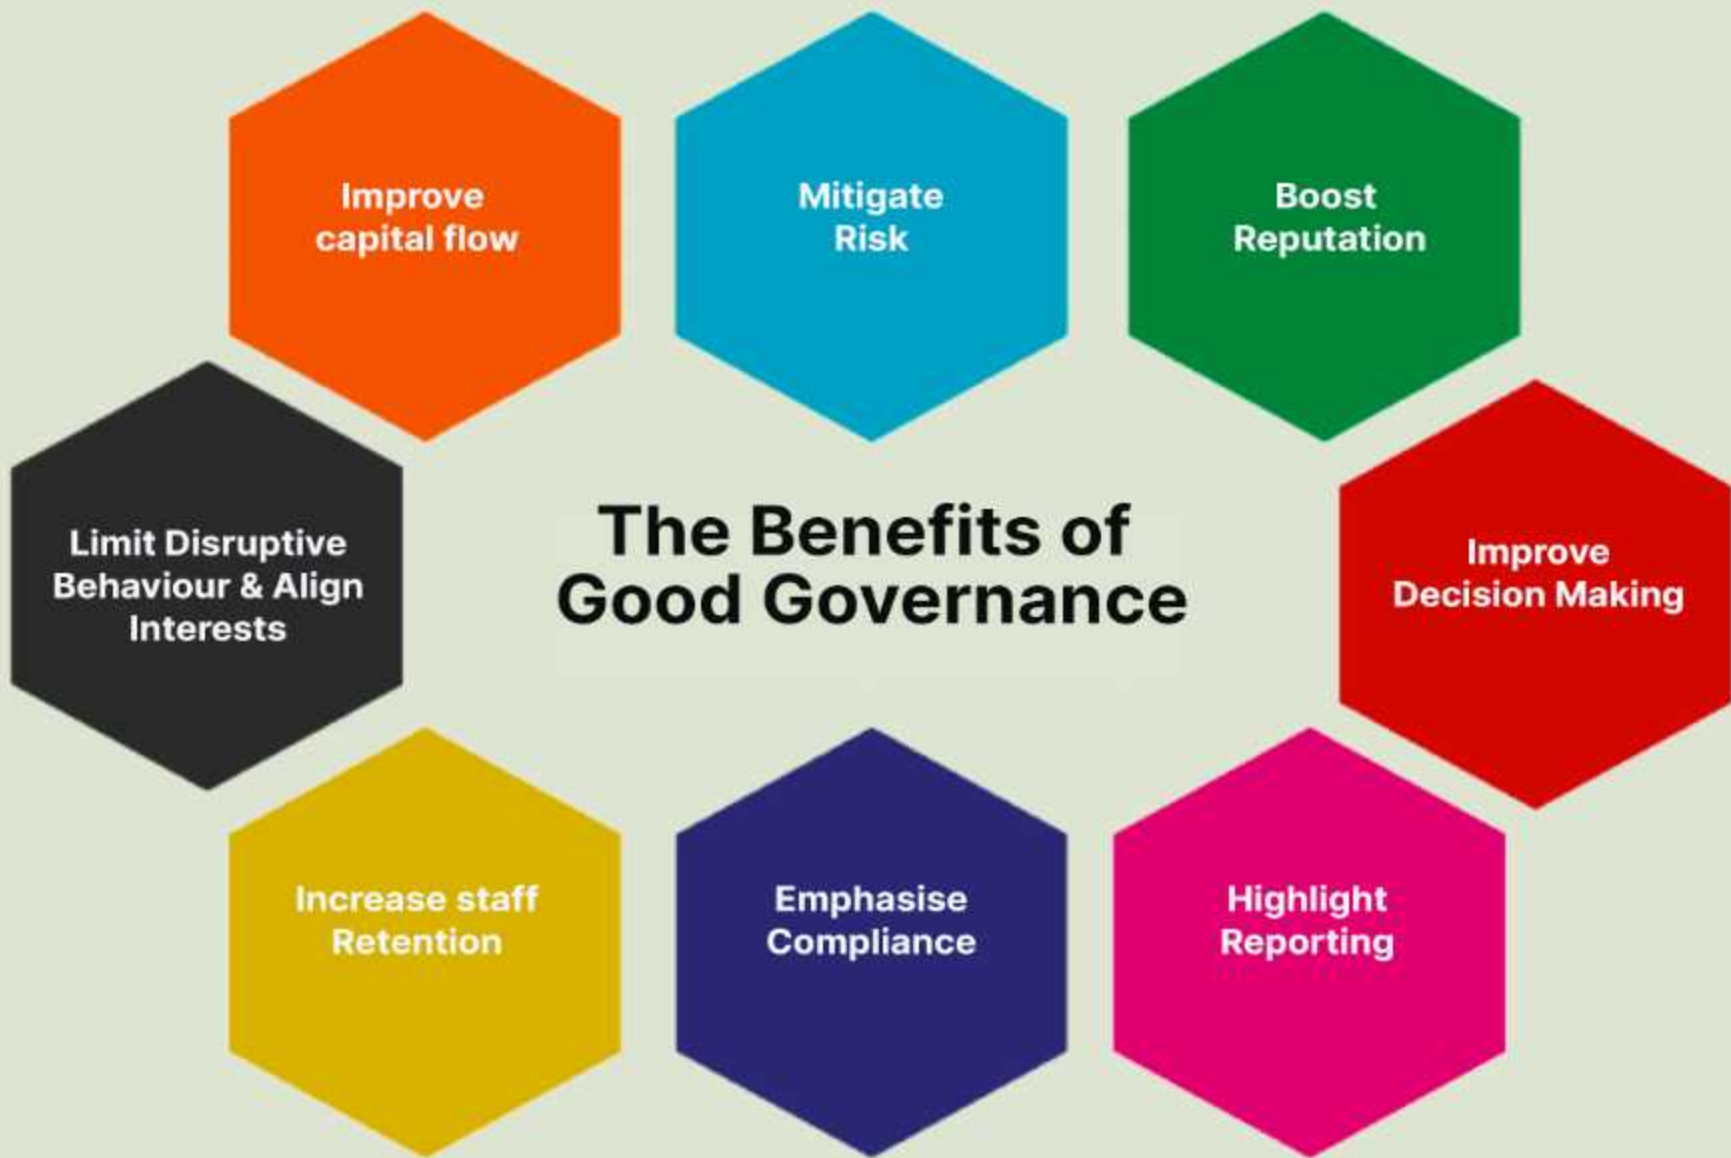 Improve
capital flow
Mitigate
Risk
Boost
Reputation
Limit Disruptive
Behaviour & Align
Interests
The Benefits of
Good Governance
Improve
Decision Making
Increase staff
Retention
Emphasise
Compliance
Highlight
Reporting